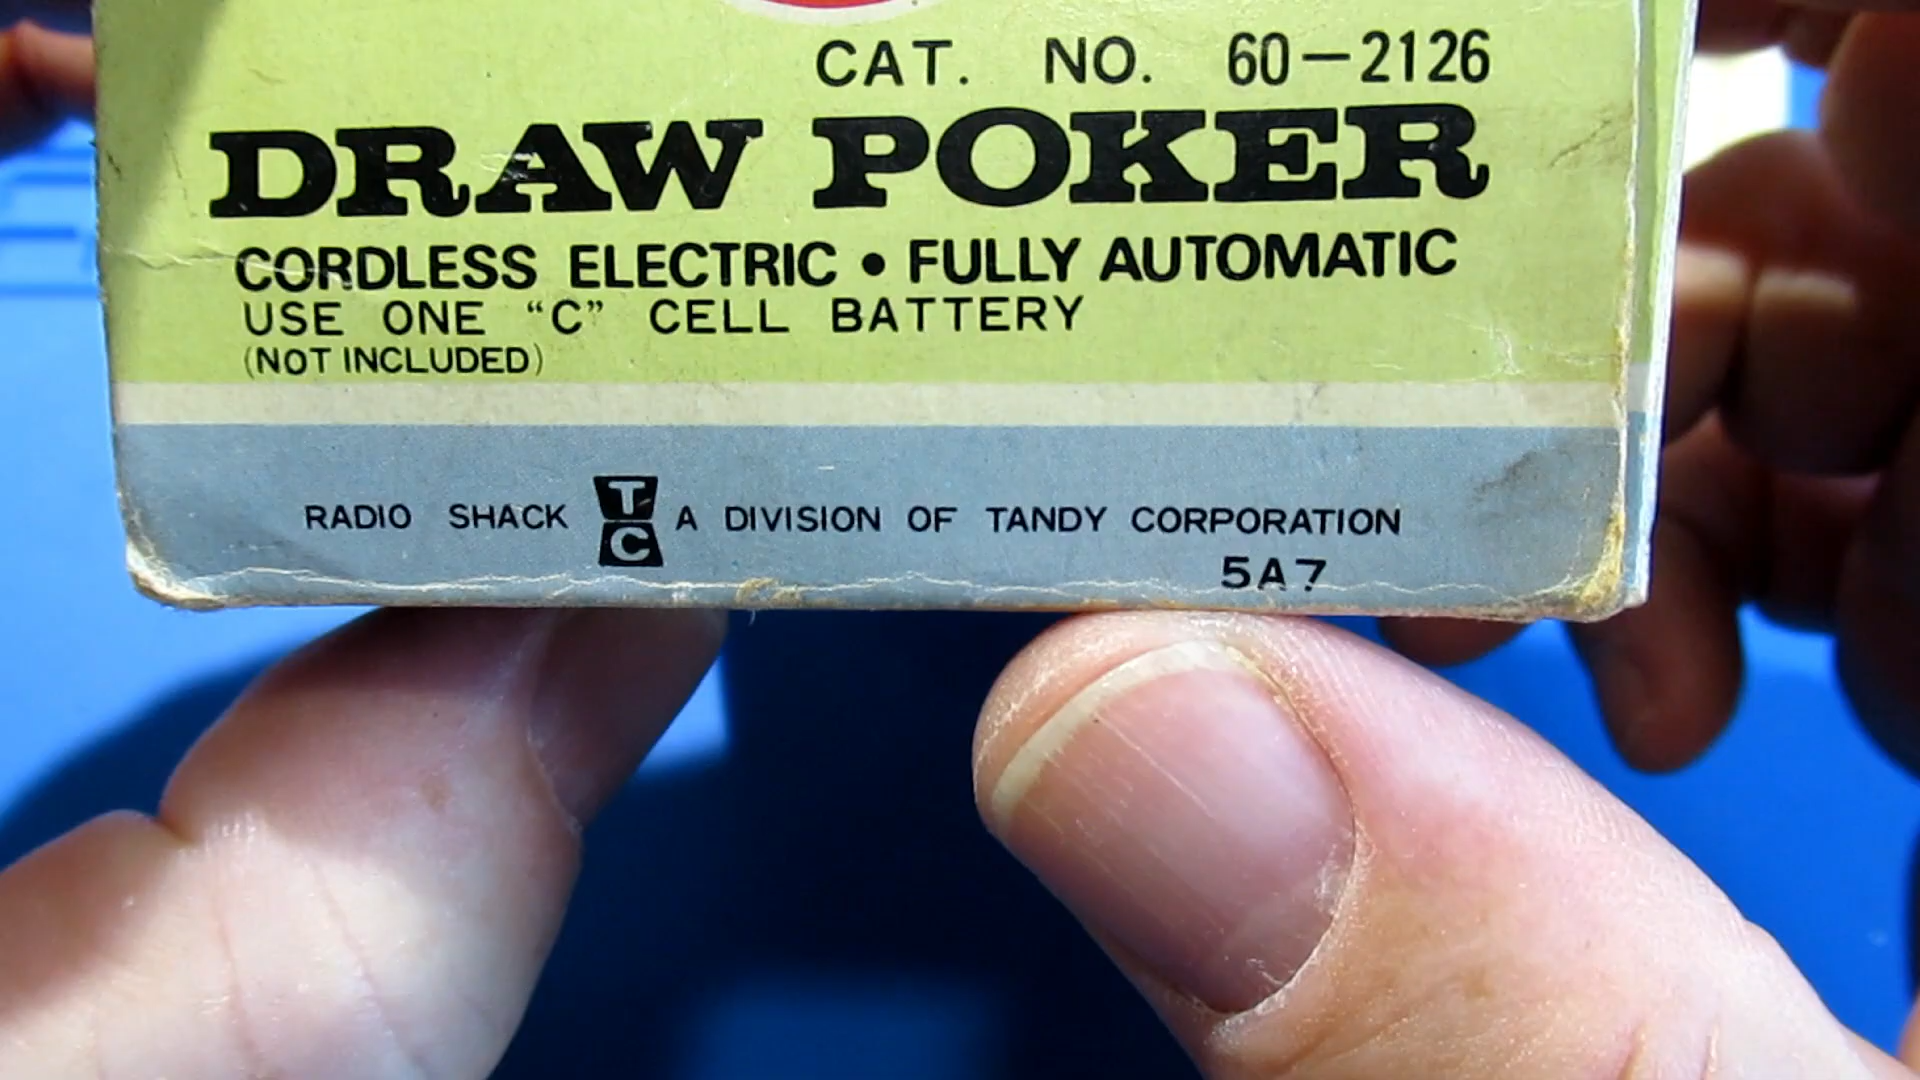 CAT. NO. 60-2126
DRAW POKER
CORDLESS ELECTRIC • FULLY AUTOMATIC
USE ONE “C” CELL BATTERY
(NOT INCLUDED)
RADIO SHACK TC A DIVISION OF TANDY CORPORATION
5A7